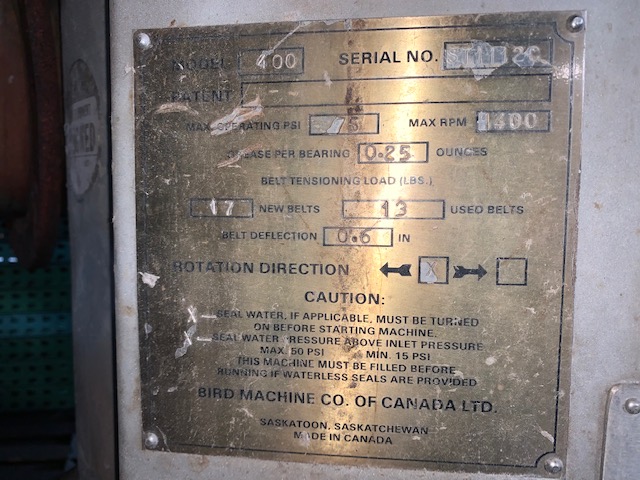 MODEL 400 SERIAL NO.
PATENT
MAX. OPERATING PSI 75 MAX RPM 1400
GREASE PER BEARING 0.25 OUNCES
BELT TENSIONING LOAD (LBS.)
17 NEW BELTS 13 USED BELTS
BELT DEFLECTION 0.6 IN
ROTATION DIRECTION X
CAUTION:
X SEAL WATER, IF APPLICABLE, MUST BE TURNED
ON BEFORE STARTING MACHINE.
X SEAL WATER PRESSURE ABOVE INLET PRESSURE
MAX. 50 PSI MIN. 15 PSI
THIS MACHINE MUST BE FILLED BEFORE
RUNNING IF WATERLESS SEALS ARE PROVIDED
BIRD MACHINE CO. OF CANADA LTD.
SASKATOON, SASKATCHEWAN
MADE IN CANADA